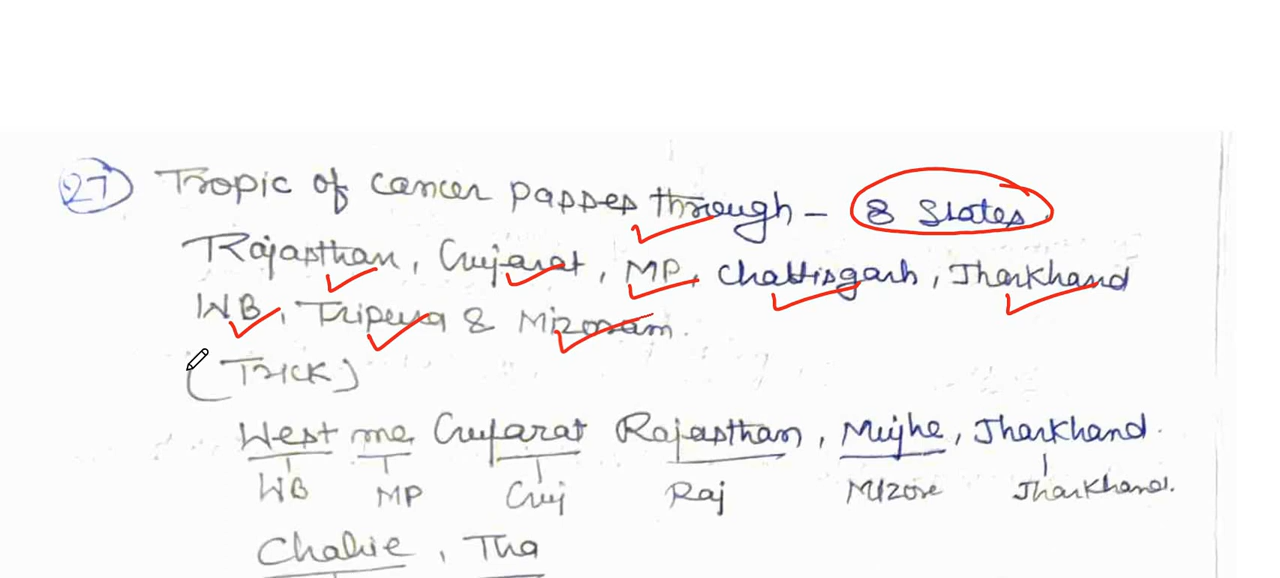 27 Tropic of cancer passes through - 8 States.
Rajasthan, Gujarat, MP, Chattisgarh, Jharkhand
WB, Tripura & Mizoram.
(Trick)
West me Gujarat Rajasthan, Mujhe, Jharkhand.
WB MP Guj Raj Mizore Jharkhand.
Chahie, Tha